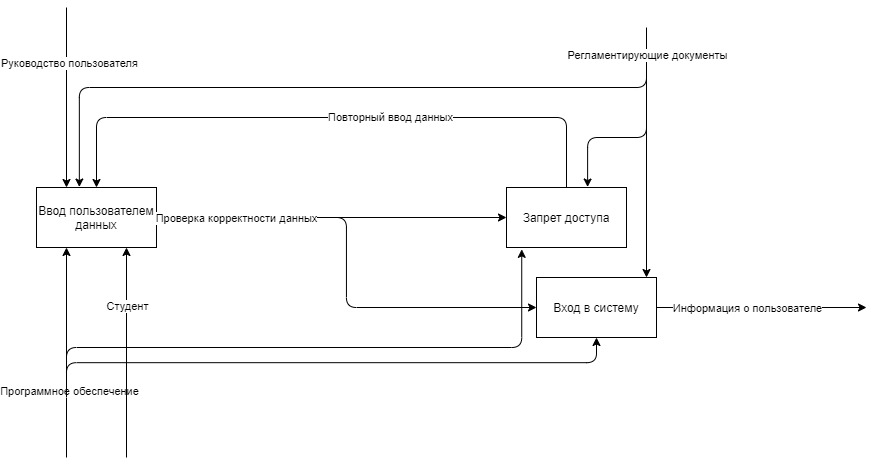 Руководство пользователя
Регламентирующие документы
Повторный ввод данных
Ввод пользователем
данных
Проверка корректности данных
Запрет доступа
Студент
Вход в систему
Информация о пользователе
Программное обеспечение